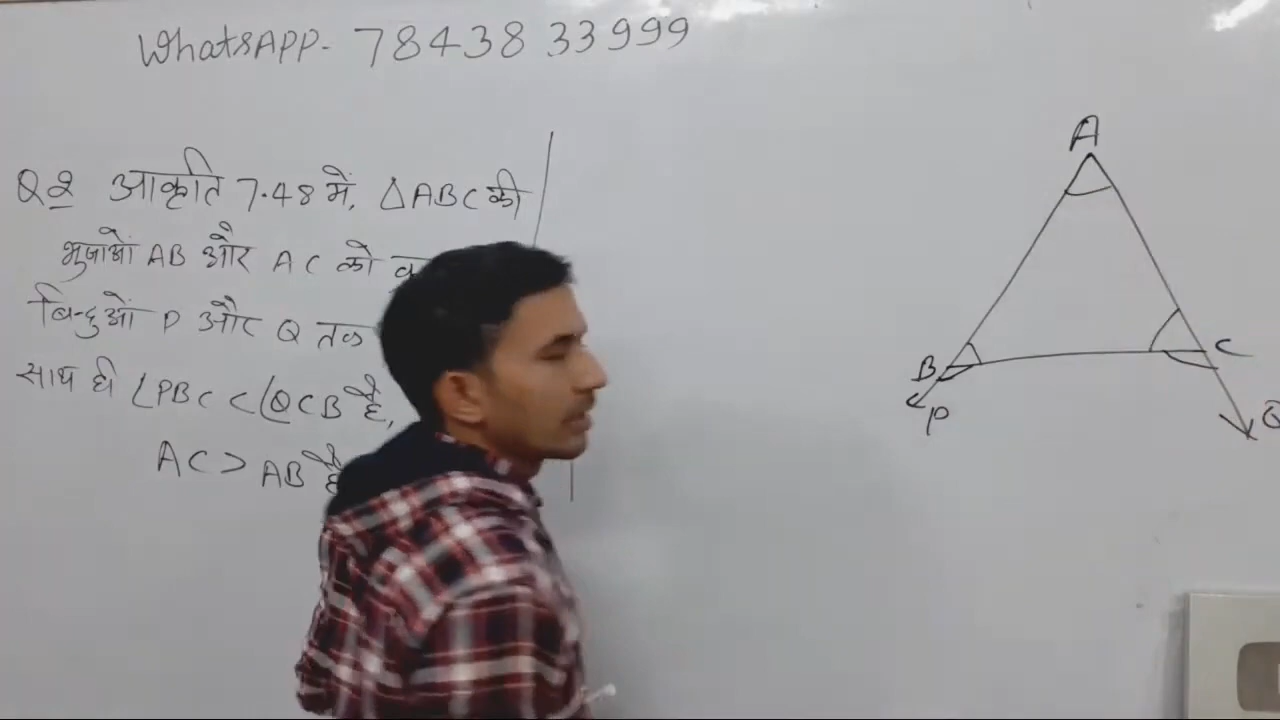 WhatsAPP- 78438 33999
Q2 आकृति 7.48 में, △ABC की
भुजाओं AB और AC को
बिन्दुओं P और Q तक
साथ ही ∠PBC < ∠QCB है,
AC > AB है
A
B
C
P
Q